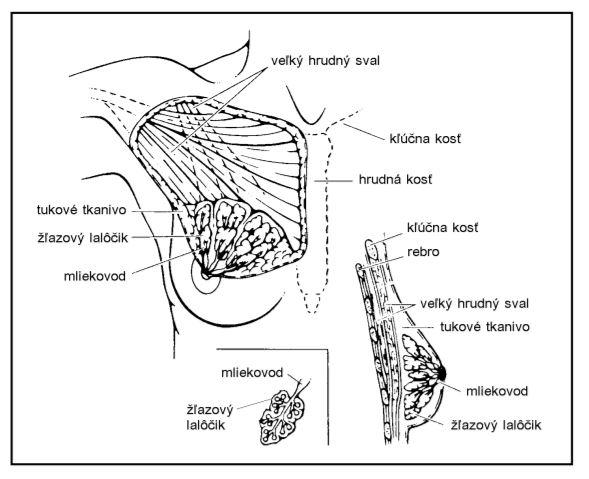 veľký hrudný sval
kľúčna kosť
hrudná kosť
tukové tkanivo
žľazový lalôčik
mliekovod
kľúčna kosť
rebro
veľký hrudný sval
tukové tkanivo
mliekovod
žľazový lalôčik
mliekovod
žľazový
lalôčik